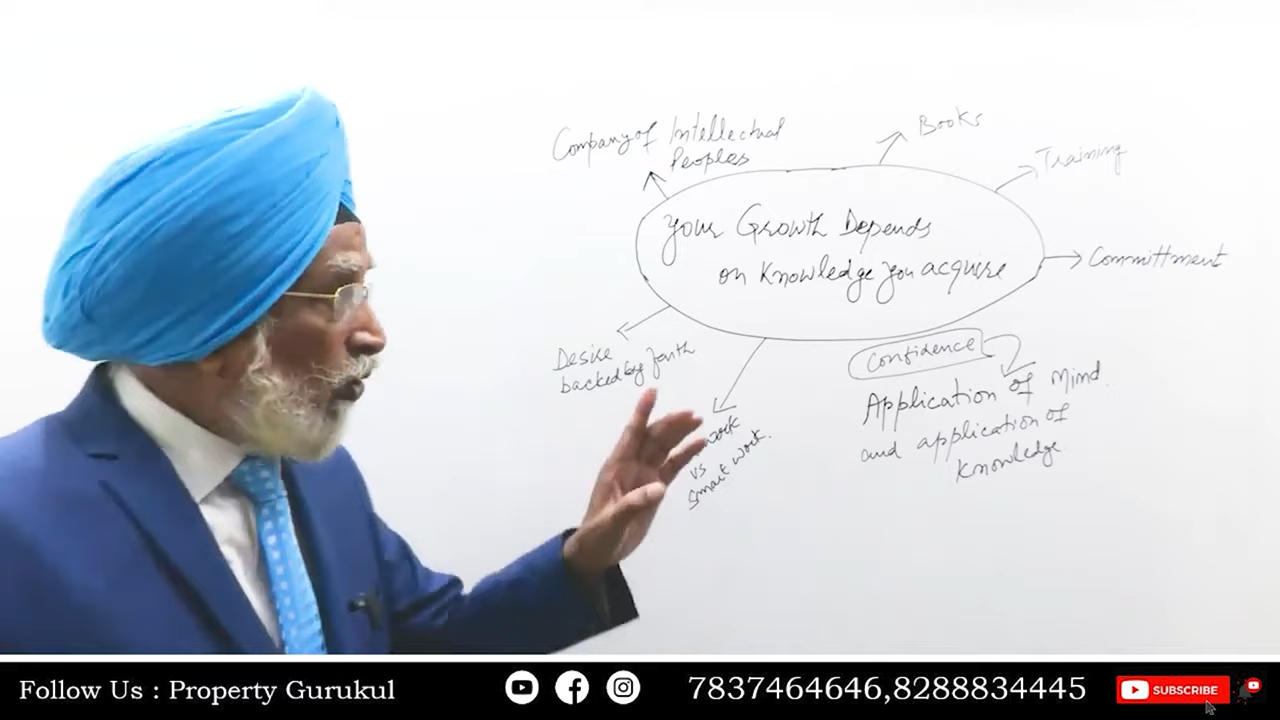 Company of Intellectual
Peoples
Books
Training
Your Growth Depends
on Knowledge you acquire
Committment
Desire
backed by Faith
Confidence
Application of Mind
and application of
Knowledge
work
vs
smart work.
Follow Us : Property Gurukul
7837464646,8288834445
SUBSCRIBE